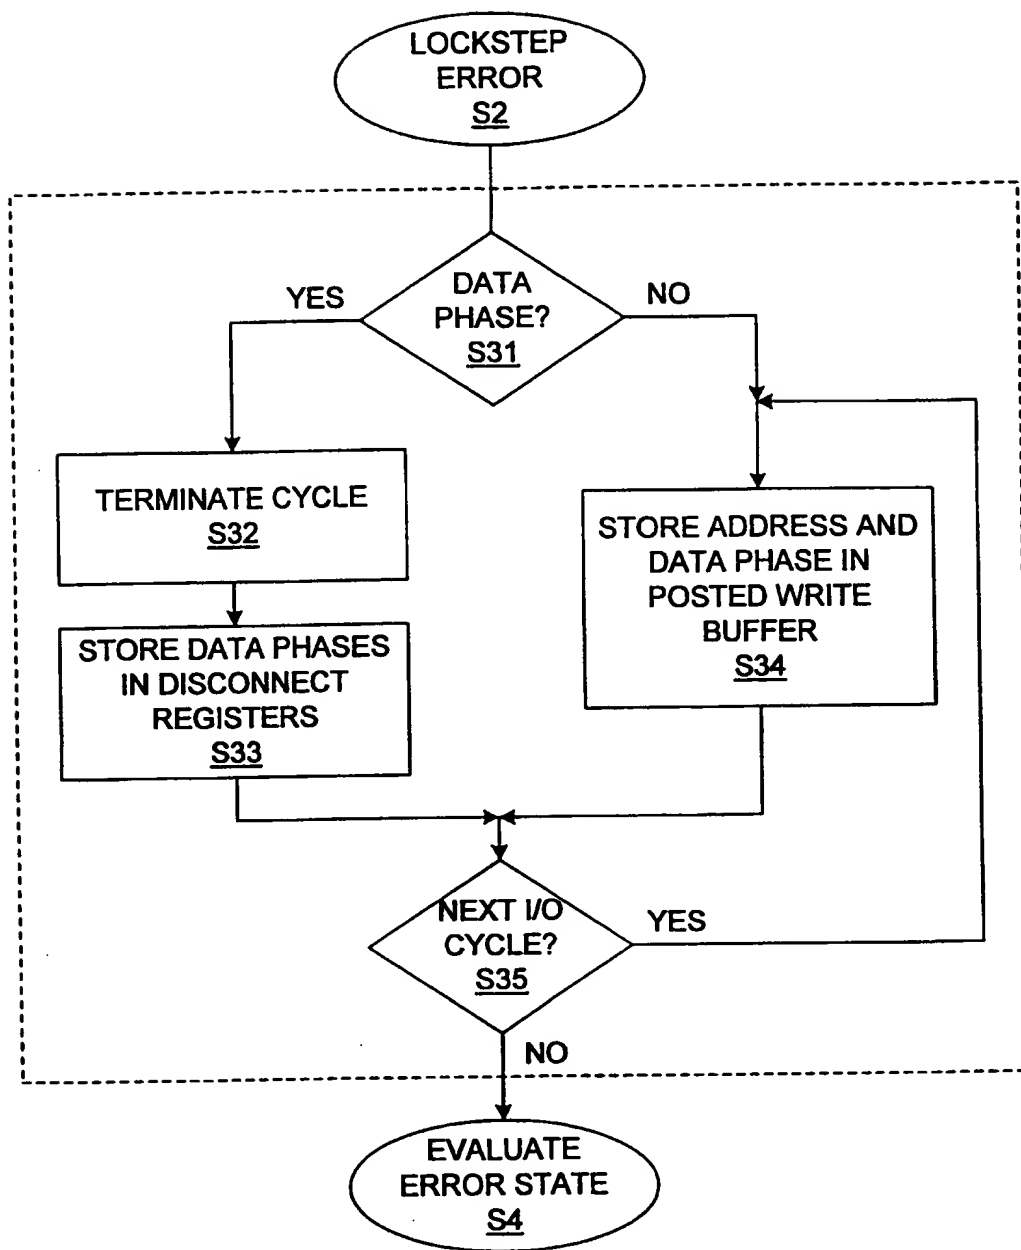 LOCKSTEP
ERROR
S2
DATA
PHASE?
S31
YES
NO
TERMINATE CYCLE
S32
STORE DATA PHASES
IN DISCONNECT
REGISTERS
S33
STORE ADDRESS AND
DATA PHASE IN
POSTED WRITE
BUFFER
S34
NEXT I/O
CYCLE?
S35
YES
NO
EVALUATE
ERROR STATE
S4